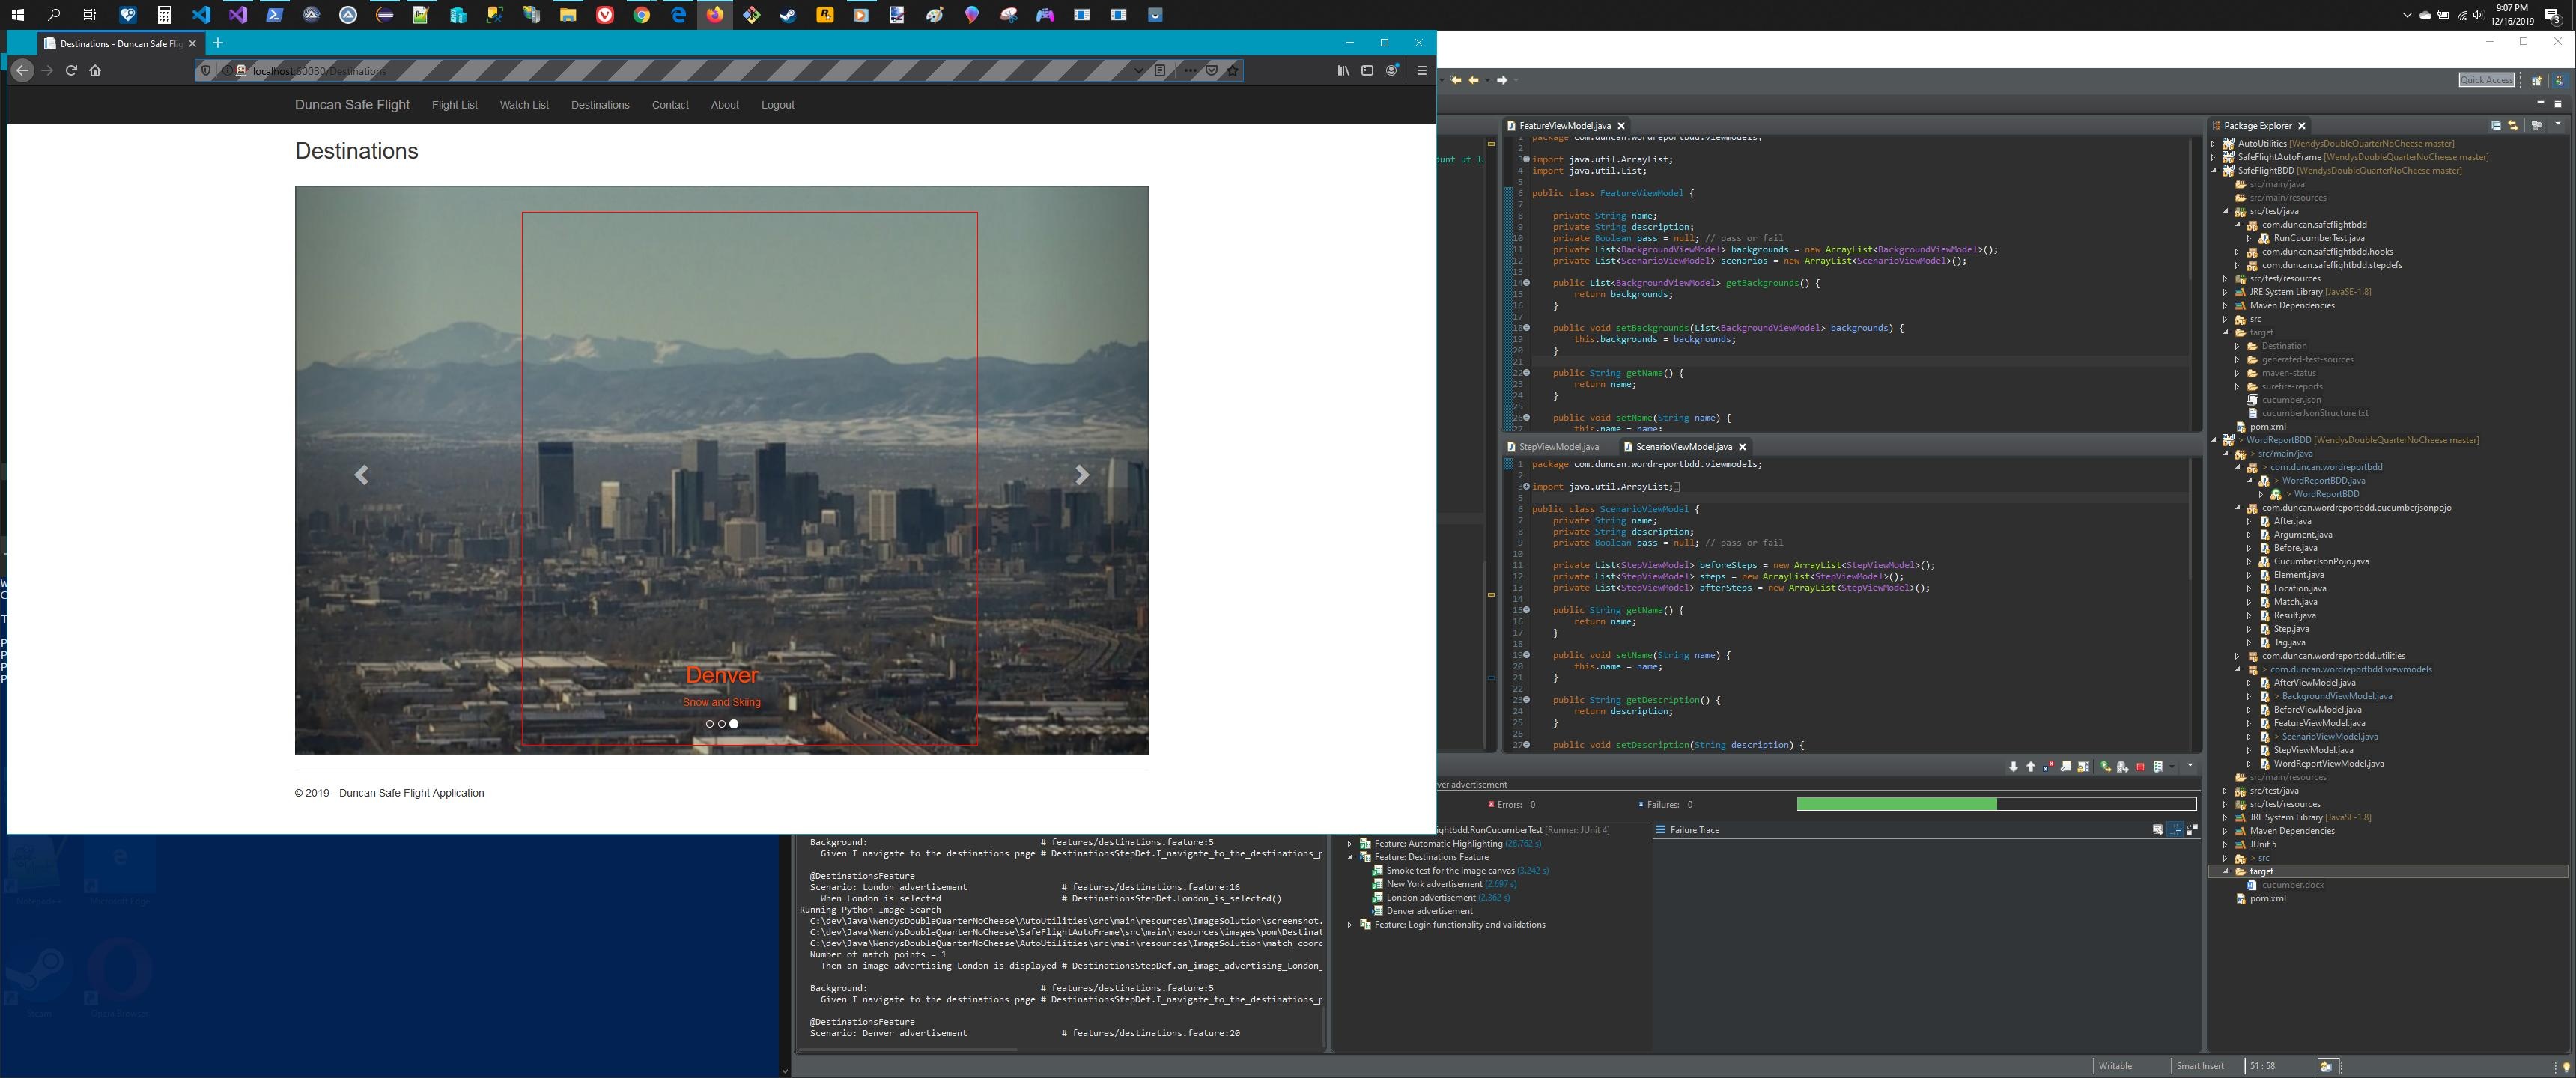 9:07 PM
12/16/2019
3
Destinations - Duncan Safe Flig
localhost:60030/Destinations
Duncan Safe Flight
Flight List
Watch List
Destinations
Contact
About
Logout
Destinations
Denver
Snow and Skiing
© 2019 - Duncan Safe Flight Application
Microsoft Edge
Quick Access
FeatureViewModel.java
package com.duncan.wordreportbdd.viewmodels;
2
3 import java.util.ArrayList;
4 import java.util.List;
5
6 public class FeatureViewModel {
7
8 private String name;
9 private String description;
10 private Boolean pass = null; // pass or fail
11 private List<BackgroundViewModel> backgrounds = new ArrayList<BackgroundViewModel>();
12 private List<ScenarioViewModel> scenarios = new ArrayList<ScenarioViewModel>();
13
14 public List<BackgroundViewModel> getBackgrounds() {
15 return backgrounds;
16 }
17
18 public void setBackgrounds(List<BackgroundViewModel> backgrounds) {
19 this.backgrounds = backgrounds;
20 }
21
22 public String getName() {
23 return name;
24 }
25
26 public void setName(String name) {
27 this.name = name;
StepViewModel.java
ScenarioViewModel.java
1 package com.duncan.wordreportbdd.viewmodels;
2
3 import java.util.ArrayList;
5
6 public class ScenarioViewModel {
7 private String name;
8 private String description;
9 private Boolean pass = null; // pass or fail
10
11 private List<StepViewModel> beforeSteps = new ArrayList<StepViewModel>();
12 private List<StepViewModel> steps = new ArrayList<StepViewModel>();
13 private List<StepViewModel> afterSteps = new ArrayList<StepViewModel>();
14
15 public String getName() {
16 return name;
17 }
18
19 public void setName(String name) {
20 this.name = name;
21 }
22
23 public String getDescription() {
24 return description;
25 }
26
27 public void setDescription(String description) {
ver advertisement
Errors: 0
Failures: 0
ightbdd.RunCucumberTest [Runner: JUnit 4]
Failure Trace
Feature: Automatic Highlighting (26.762 s)
Feature: Destinations Feature
Smoke test for the image canvas (3.242 s)
New York advertisement (2.697 s)
London advertisement (2.362 s)
Denver advertisement
Feature: Login functionality and validations
Background: # features/destinations.feature:5
Given I navigate to the destinations page # DestinationsStepDef.I_navigate_to_the_destinations_p
@DestinationsFeature
Scenario: London advertisement # features/destinations.feature:16
When London is selected # DestinationsStepDef.London_is_selected()
Running Python Image Search
C:\dev\Java\WendysDoubleQuarterNoCheese\AutoUtilities\src\main\resources\ImageSolution\screenshot.
C:\dev\Java\WendysDoubleQuarterNoCheese\SafeFlightAutoFrame\src\main\resources\images\pom\Destinat
C:\dev\Java\WendysDoubleQuarterNoCheese\AutoUtilities\src\main\resources\ImageSolution\match_coord
Number of match points = 1
Then an image advertising London is displayed # DestinationsStepDef.an_image_advertising_London_
Background: # features/destinations.feature:5
Given I navigate to the destinations page # DestinationsStepDef.I_navigate_to_the_destinations_p
@DestinationsFeature
Scenario: Denver advertisement # features/destinations.feature:20
Package Explorer
AutoUtilities [WendysDoubleQuarterNoCheese master]
SafeFlightAutoFrame [WendysDoubleQuarterNoCheese master]
SafeFlightBDD [WendysDoubleQuarterNoCheese master]
src/main/java
src/main/resources
src/test/java
com.duncan.safeflightbdd
RunCucumberTest.java
com.duncan.safeflightbdd.hooks
com.duncan.safeflightbdd.stepdefs
src/test/resources
JRE System Library [JavaSE-1.8]
Maven Dependencies
src
target
Destination
generated-test-sources
maven-status
surefire-reports
cucumber.json
cucumberJsonStructure.txt
pom.xml
> WordReportBDD [WendysDoubleQuarterNoCheese master]
> src/main/java
> com.duncan.wordreportbdd
> WordReportBDD.java
> WordReportBDD
com.duncan.wordreportbdd.cucumberjsonpojo
After.java
Argument.java
Before.java
CucumberJsonPojo.java
Element.java
Location.java
Match.java
Result.java
Step.java
Tag.java
com.duncan.wordreportbdd.utilities
> com.duncan.wordreportbdd.viewmodels
AfterViewModel.java
> BackgroundViewModel.java
BeforeViewModel.java
FeatureViewModel.java
> ScenarioViewModel.java
StepViewModel.java
WordReportViewModel.java
src/main/resources
src/test/java
src/test/resources
JRE System Library [JavaSE-1.8]
Maven Dependencies
JUnit 5
> src
target
cucumber.docx
pom.xml
Writable
Smart Insert
51 : 58